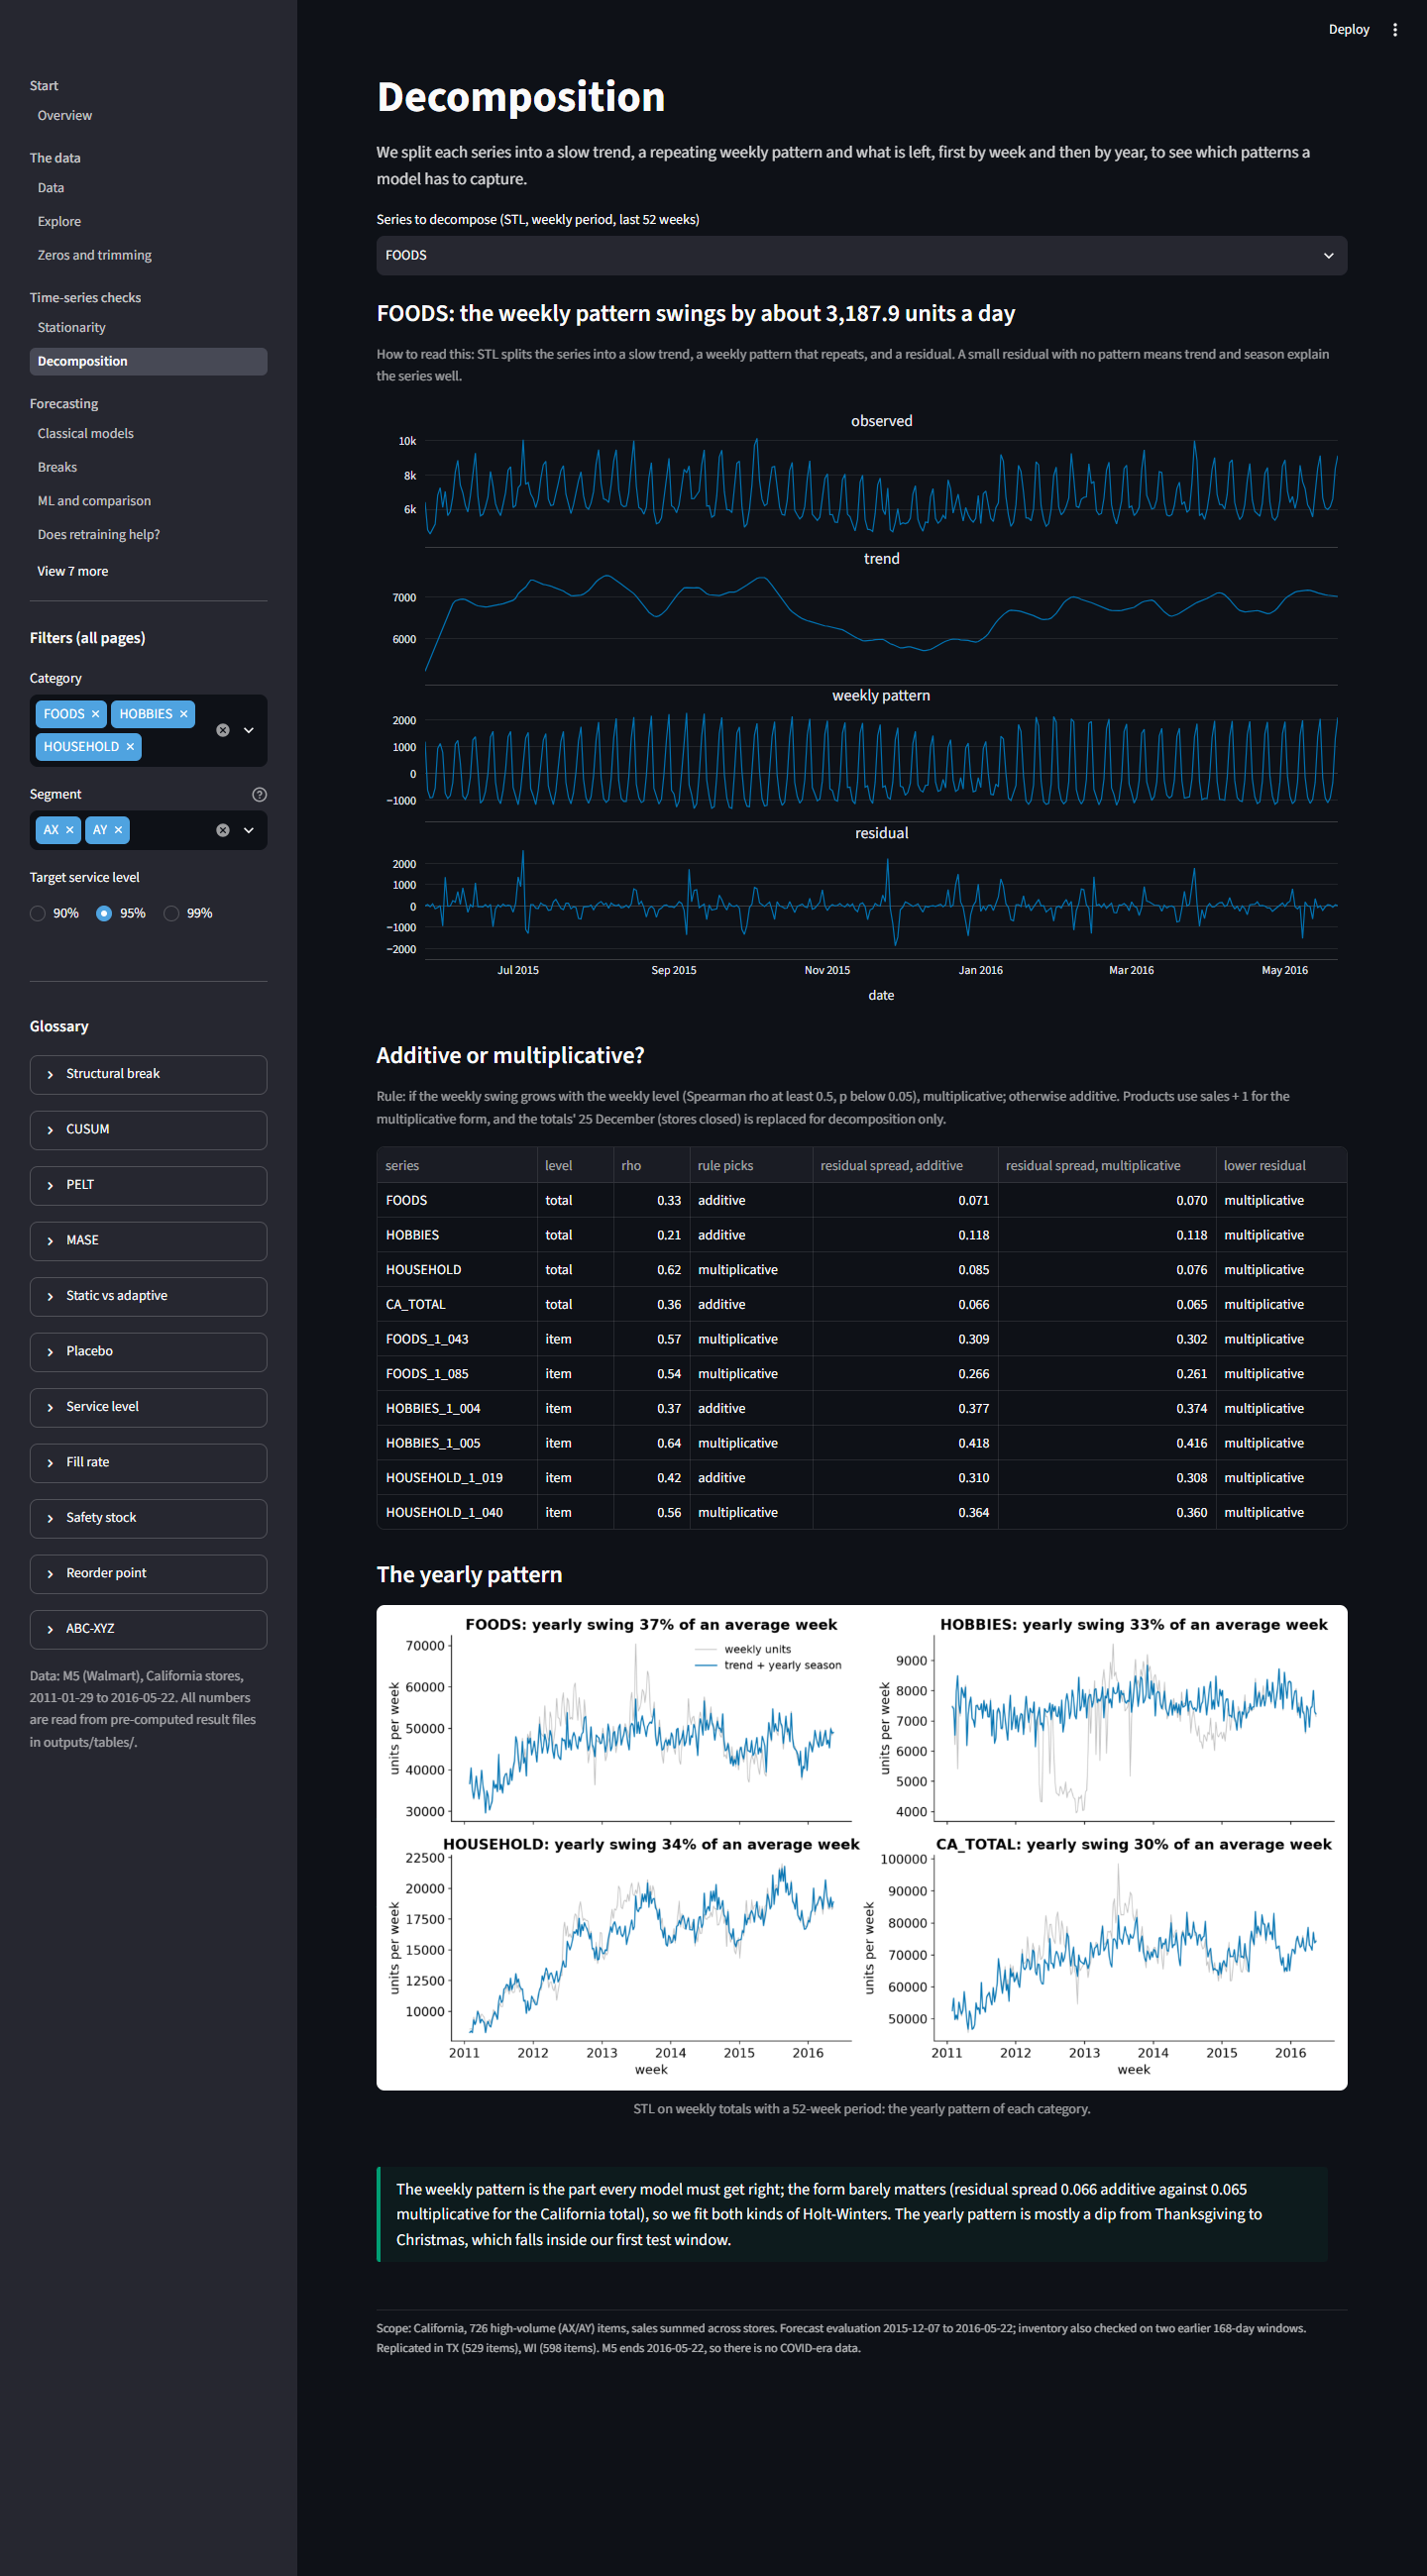 Deploy
Start
Overview
The data
Data
Explore
Zeros and trimming
Time-series checks
Stationarity
Decomposition
Forecasting
Classical models
Breaks
ML and comparison
Does retraining help?
View 7 more
Filters (all pages)
Category
FOODS × HOBBIES ×
HOUSEHOLD ×
Segment
AX × AY ×
Target service level
90% 95% 99%
Glossary
Structural break
CUSUM
PELT
MASE
Static vs adaptive
Placebo
Service level
Fill rate
Safety stock
Reorder point
ABC-XYZ
Data: M5 (Walmart), California stores,
2011-01-29 to 2016-05-22. All numbers
are read from pre-computed result files
in outputs/tables/.
Decomposition
We split each series into a slow trend, a repeating weekly pattern and what is left, first by week and then by year, to see which patterns a
model has to capture.
Series to decompose (STL, weekly period, last 52 weeks)
FOODS
FOODS: the weekly pattern swings by about 3,187.9 units a day
How to read this: STL splits the series into a slow trend, a weekly pattern that repeats, and a residual. A small residual with no pattern means trend and season explain
the series well.
observed
10k
8k
6k
trend
7000
6000
weekly pattern
2000
1000
0
−1000
residual
2000
1000
0
−1000
−2000
Jul 2015 Sep 2015 Nov 2015 Jan 2016 Mar 2016 May 2016
date
Additive or multiplicative?
Rule: if the weekly swing grows with the weekly level (Spearman rho at least 0.5, p below 0.05), multiplicative; otherwise additive. Products use sales + 1 for the
multiplicative form, and the totals' 25 December (stores closed) is replaced for decomposition only.
series level rho rule picks residual spread, additive residual spread, multiplicative lower residual
FOODS total 0.33 additive 0.071 0.070 multiplicative
HOBBIES total 0.21 additive 0.118 0.118 multiplicative
HOUSEHOLD total 0.62 multiplicative 0.085 0.076 multiplicative
CA_TOTAL total 0.36 additive 0.066 0.065 multiplicative
FOODS_1_043 item 0.57 multiplicative 0.309 0.302 multiplicative
FOODS_1_085 item 0.54 multiplicative 0.266 0.261 multiplicative
HOBBIES_1_004 item 0.37 additive 0.377 0.374 multiplicative
HOBBIES_1_005 item 0.64 multiplicative 0.418 0.416 multiplicative
HOUSEHOLD_1_019 item 0.42 additive 0.310 0.308 multiplicative
HOUSEHOLD_1_040 item 0.56 multiplicative 0.364 0.360 multiplicative
The yearly pattern
FOODS: yearly swing 37% of an average week
weekly units
trend + yearly season
70000
60000
50000
40000
30000
units per week
HOBBIES: yearly swing 33% of an average week
9000
8000
7000
6000
5000
4000
units per week
HOUSEHOLD: yearly swing 34% of an average week
22500
20000
17500
15000
12500
10000
units per week
2011 2012 2013 2014 2015 2016
week
CA_TOTAL: yearly swing 30% of an average week
100000
90000
80000
70000
60000
50000
units per week
2011 2012 2013 2014 2015 2016
week
STL on weekly totals with a 52-week period: the yearly pattern of each category.
The weekly pattern is the part every model must get right; the form barely matters (residual spread 0.066 additive against 0.065
multiplicative for the California total), so we fit both kinds of Holt-Winters. The yearly pattern is mostly a dip from Thanksgiving to
Christmas, which falls inside our first test window.
Scope: California, 726 high-volume (AX/AY) items, sales summed across stores. Forecast evaluation 2015-12-07 to 2016-05-22; inventory also checked on two earlier 168-day windows.
Replicated in TX (529 items), WI (598 items). M5 ends 2016-05-22, so there is no COVID-era data.